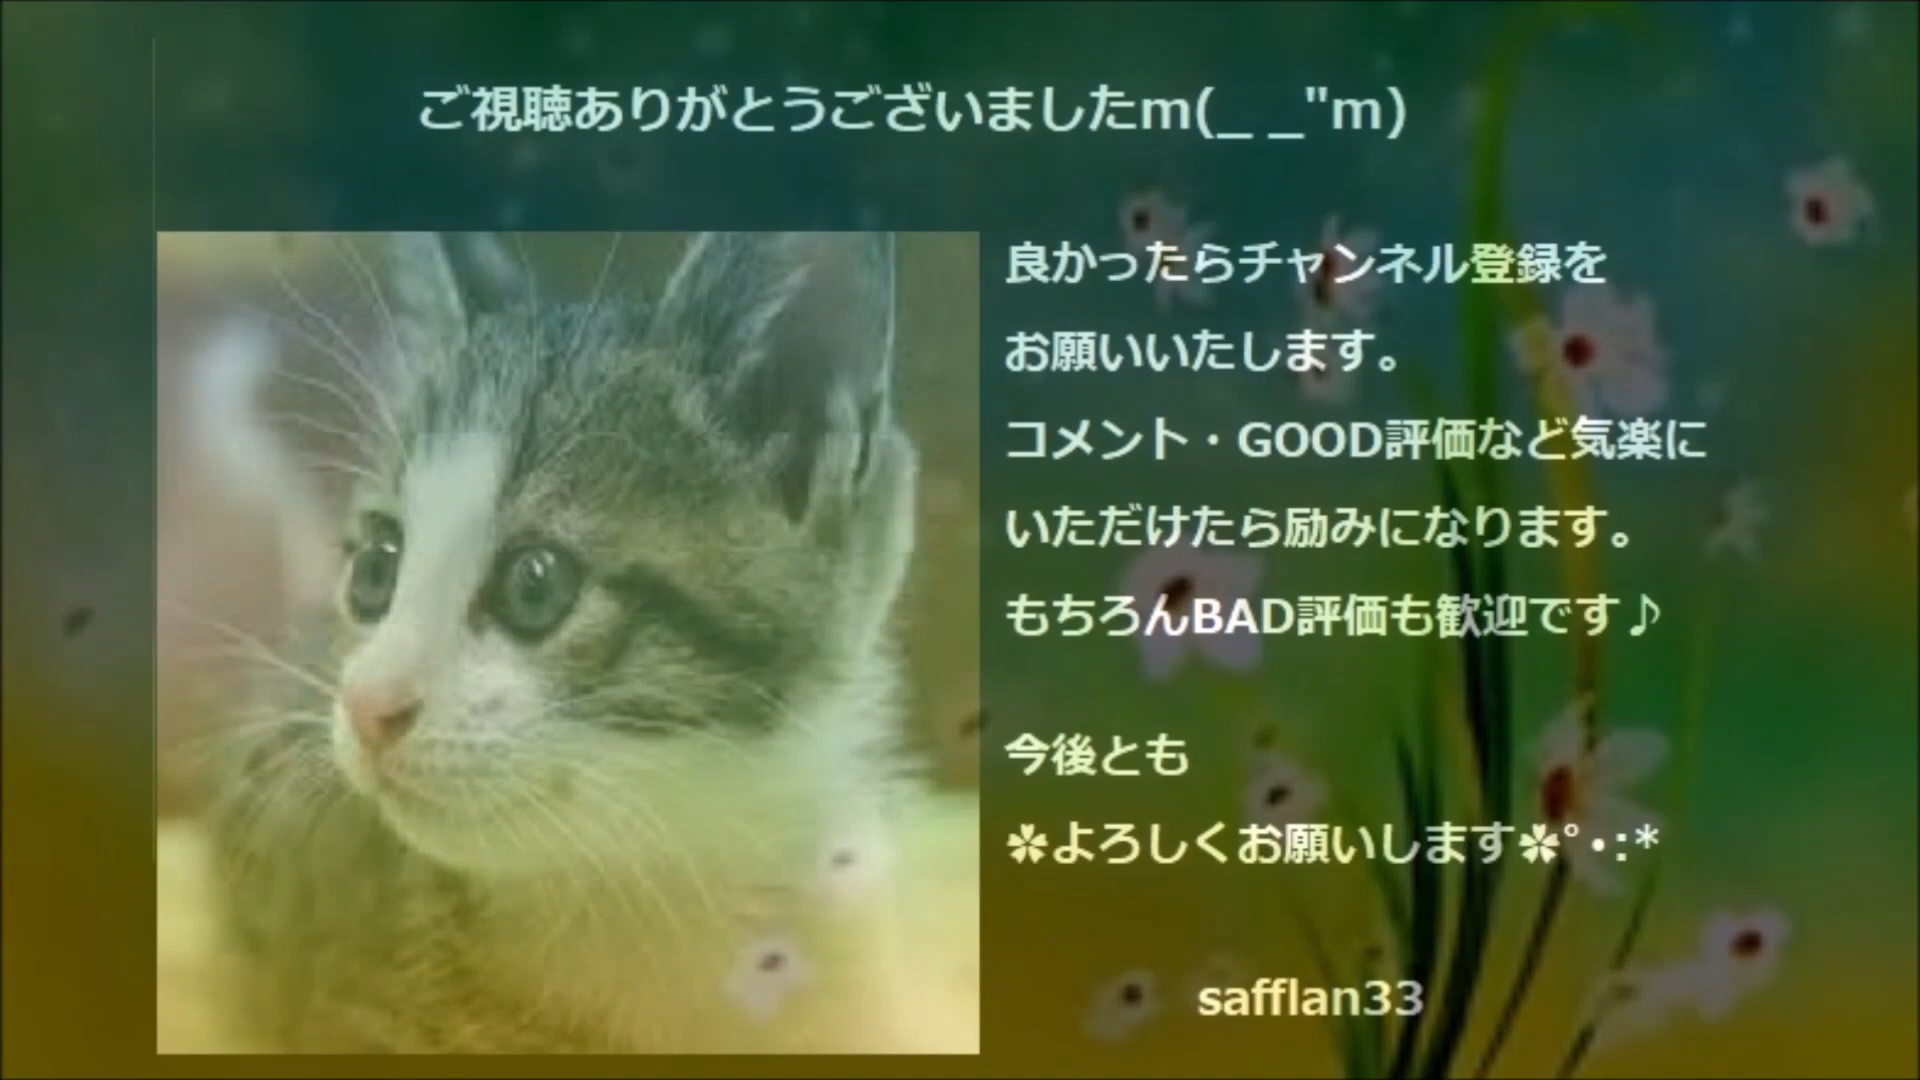 ご視聴ありがとうございましたm(_ _"m)
良かったらチャンネル登録を
お願いいたします。
コメント・GOOD評価など気楽に
いただけたら励みになります。
もちろんBAD評価も歓迎です♪
今後とも
✿よろしくお願いします✿°・:*
safflan33